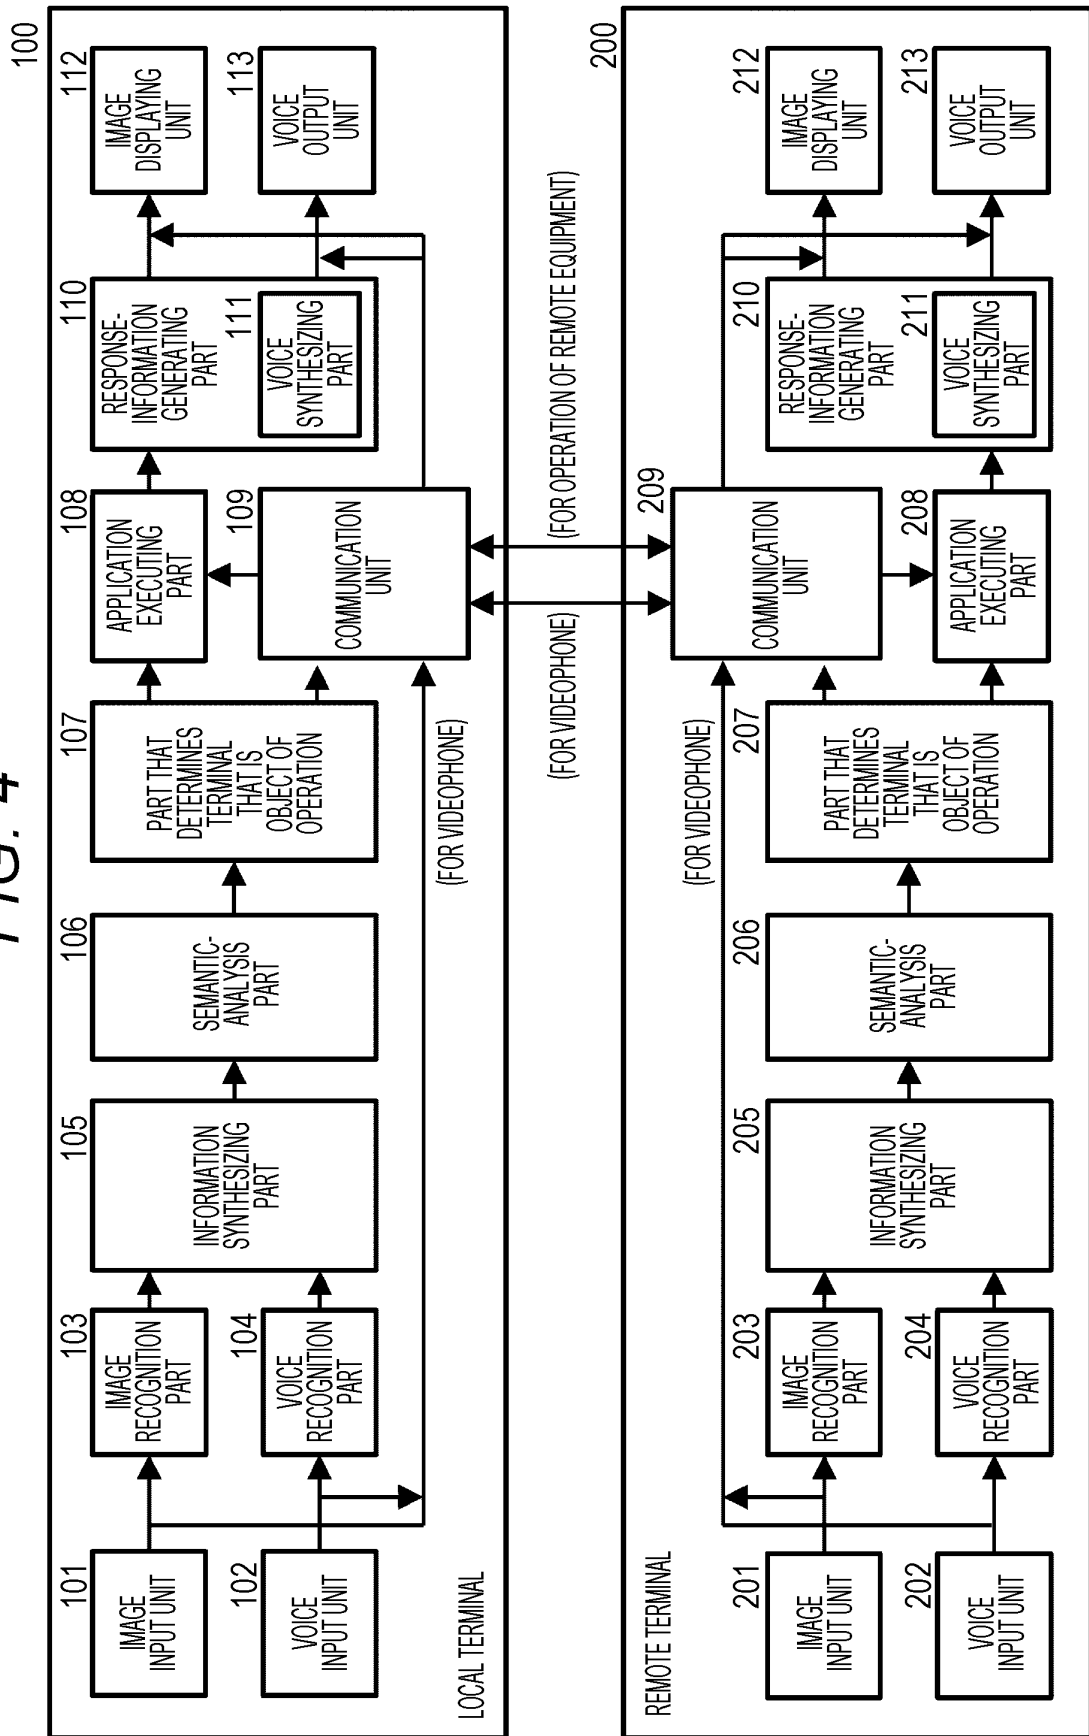 FIG. 4
100
101
IMAGE
INPUT UNIT
102
VOICE
INPUT UNIT
LOCAL TERMINAL
103
IMAGE
RECOGNITION
PART
104
VOICE
RECOGNITION
PART
105
INFORMATION
SYNTHESIZING
PART
106
SEMANTIC-
ANALYSIS
PART
107
PART THAT
DETERMINES
TERMINAL
THAT IS
OBJECT OF
OPERATION
(FOR VIDEOPHONE)
108
APPLICATION
EXECUTING
PART
109
COMMUNICATION
UNIT
110
RESPONSE-
INFORMATION
GENERATING
PART
111
VOICE
SYNTHESIZING
PART
112
IMAGE
DISPLAYING
UNIT
113
VOICE
OUTPUT
UNIT
(FOR VIDEOPHONE)
(FOR OPERATION OF REMOTE EQUIPMENT)
200
REMOTE TERMINAL
201
IMAGE
INPUT UNIT
202
VOICE
INPUT UNIT
203
IMAGE
RECOGNITION
PART
204
VOICE
RECOGNITION
PART
205
INFORMATION
SYNTHESIZING
PART
206
SEMANTIC-
ANALYSIS
PART
(FOR VIDEOPHONE)
207
PART THAT
DETERMINES
TERMINAL
THAT IS
OBJECT OF
OPERATION
209
COMMUNICATION
UNIT
208
APPLICATION
EXECUTING
PART
210
RESPONSE-
INFORMATION
GENERATING
PART
211
VOICE
SYNTHESIZING
PART
212
IMAGE
DISPLAYING
UNIT
213
VOICE
OUTPUT
UNIT